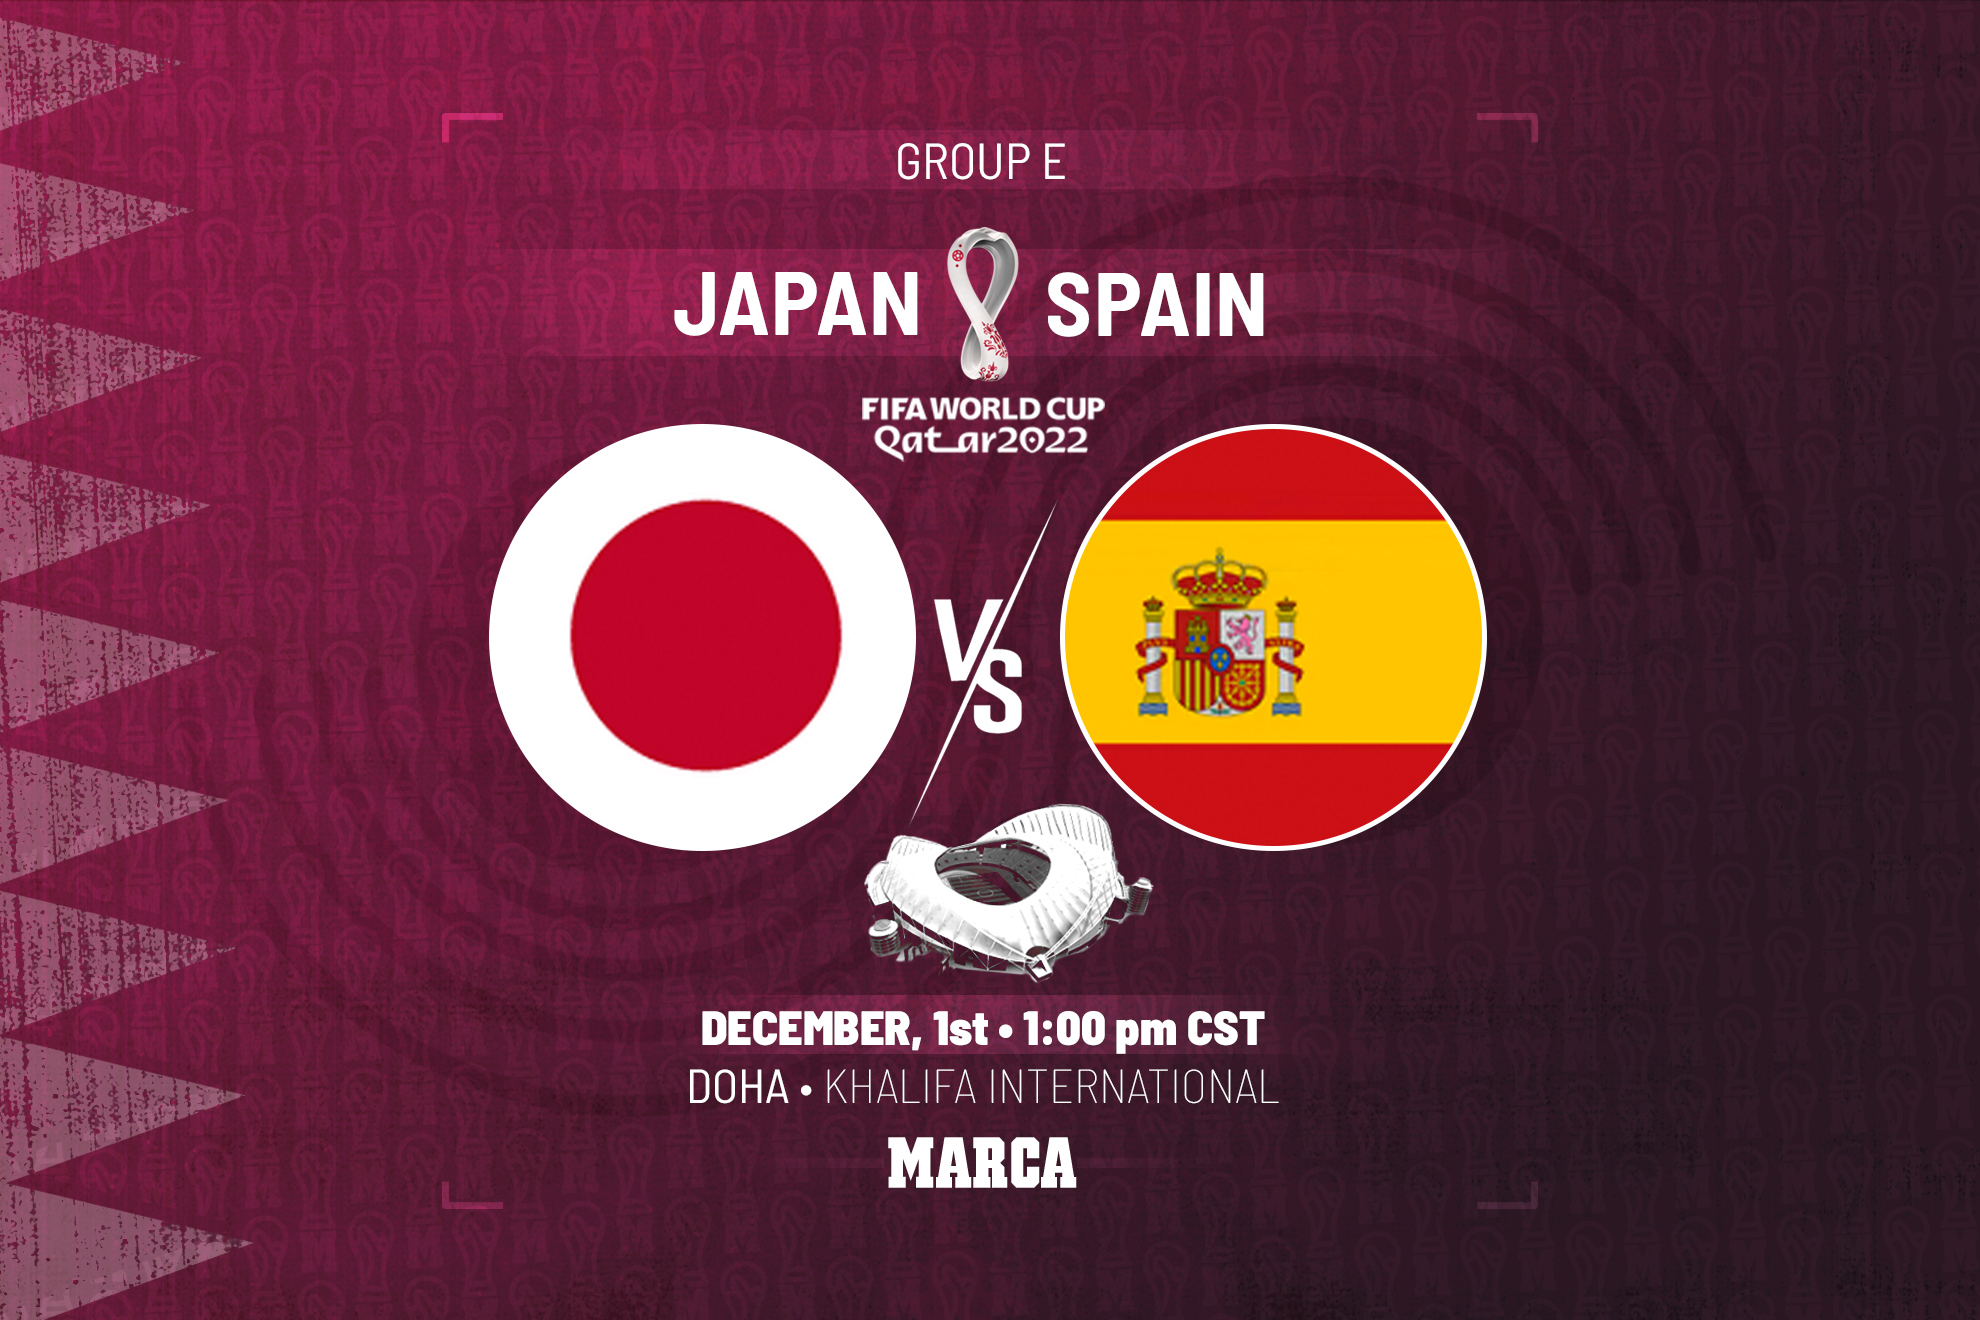 GROUP E
JAPAN SPAIN
FIFA WORLD CUP
Qatar2022
VS
DECEMBER, 1st • 1:00 pm CST
DOHA • KHALIFA INTERNATIONAL
MARCA